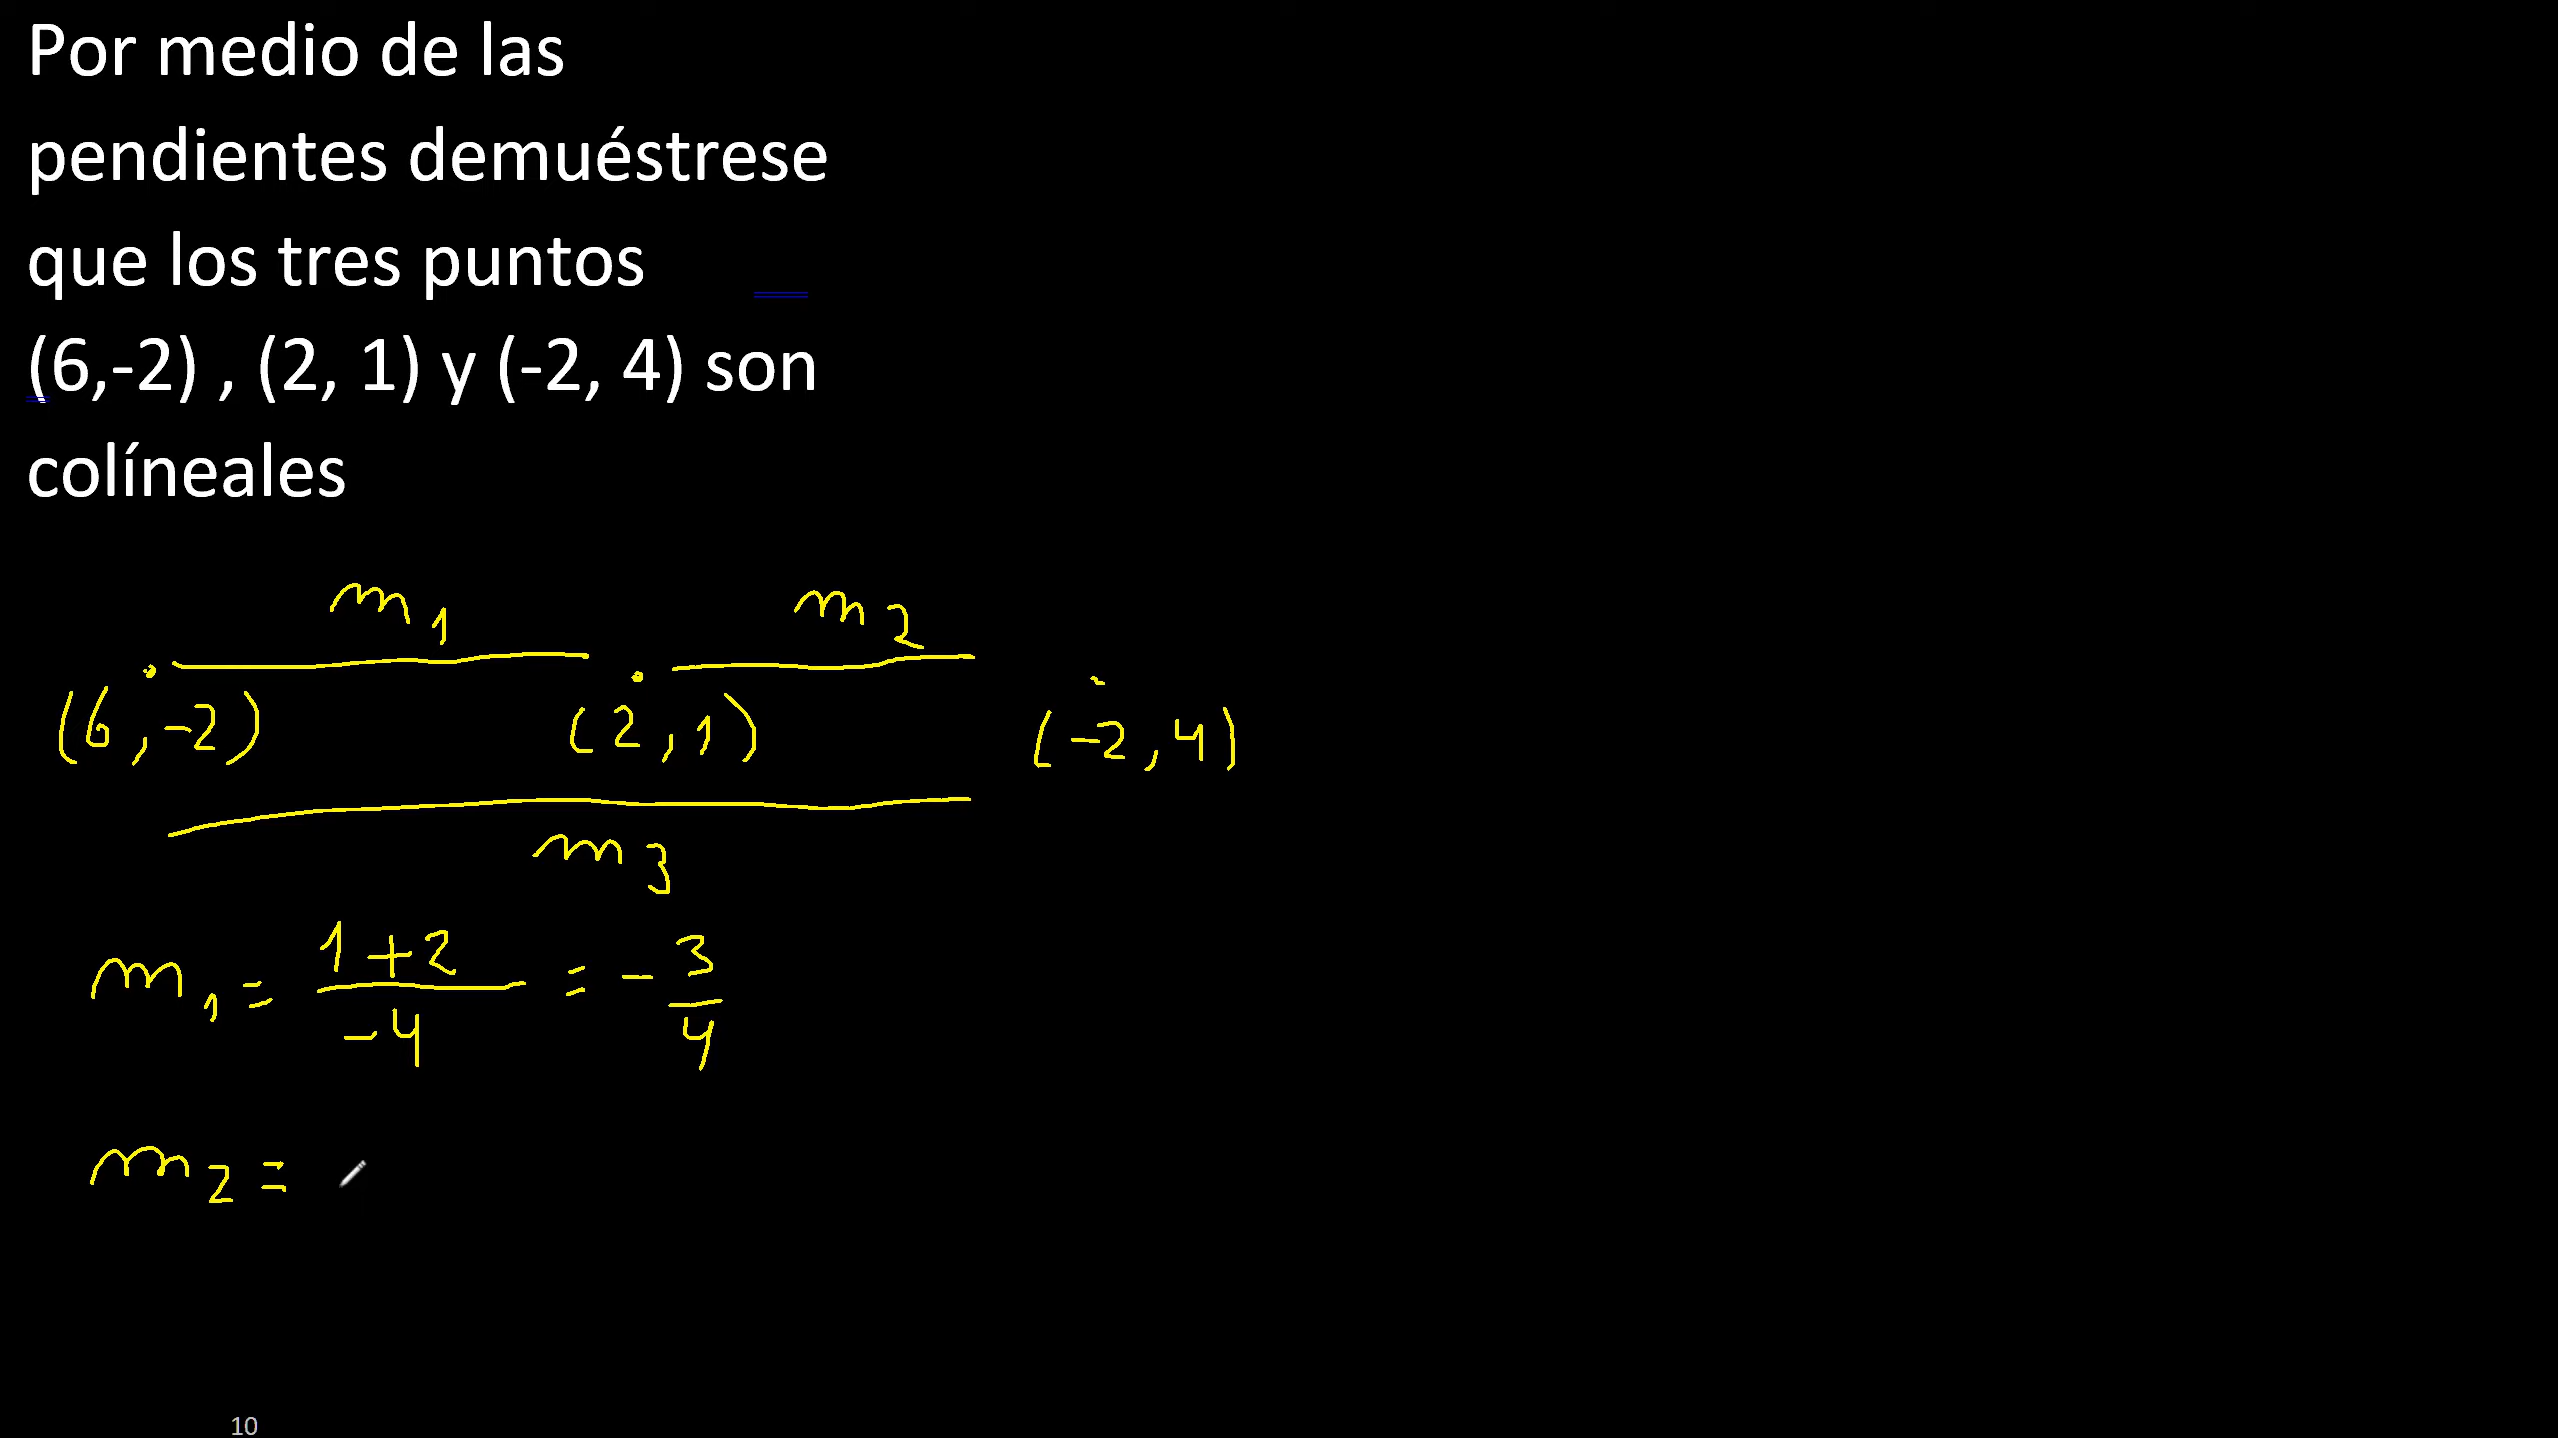 Por medio de las
pendientes demuéstrese
que los tres puntos
(6,-2) , (2, 1) y (-2, 4) son
colíneales
m1 m2
(6,-2) (2,1) (-2,4)
m3
m1 = 1+2/-4 = -3/4
m2 =
10